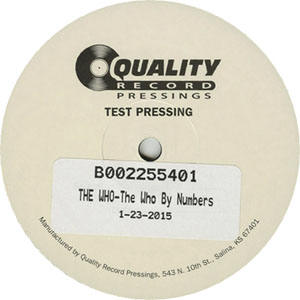 QUALITY
RECORD
PRESSINGS
TEST PRESSING
B002255401
THE WHO-The Who By Numbers
1-23-2015
Manufactured by Quality Record Pressings, 543 N. 10th St., Salina, KS 67401